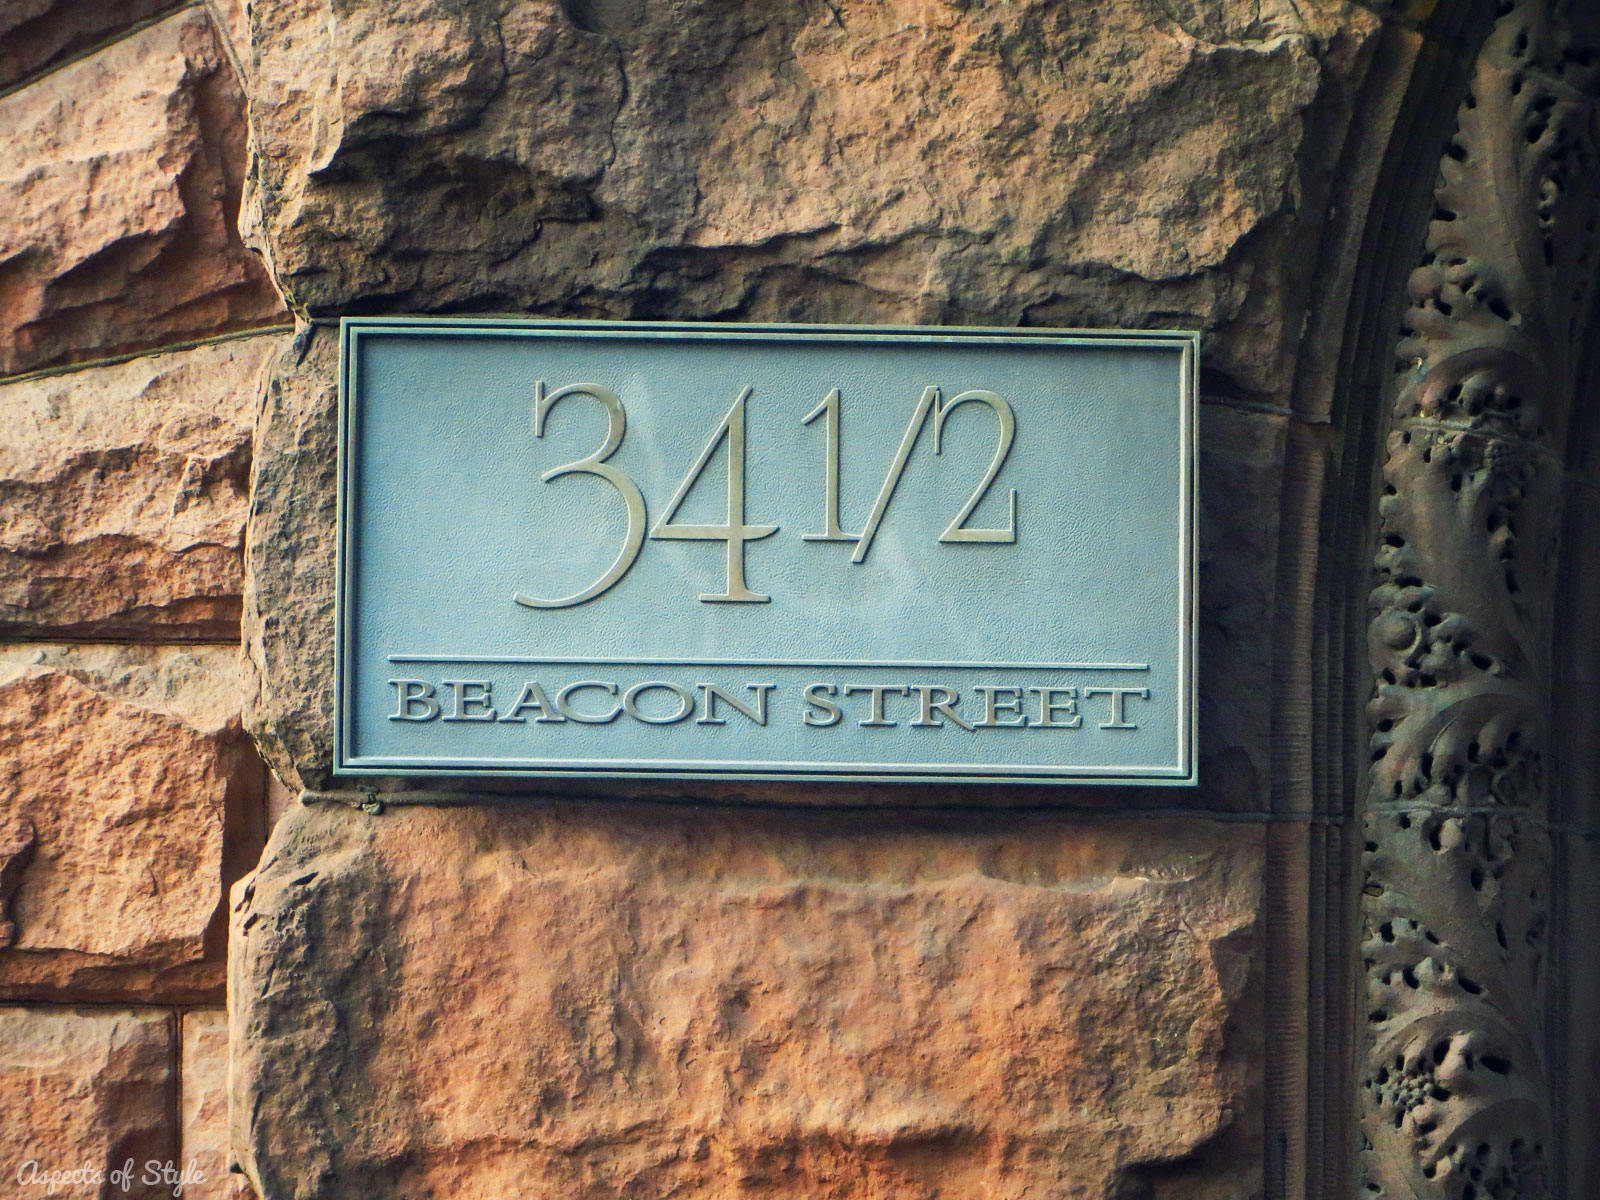 34 1/2
BEACON STREET
Aspects of Style